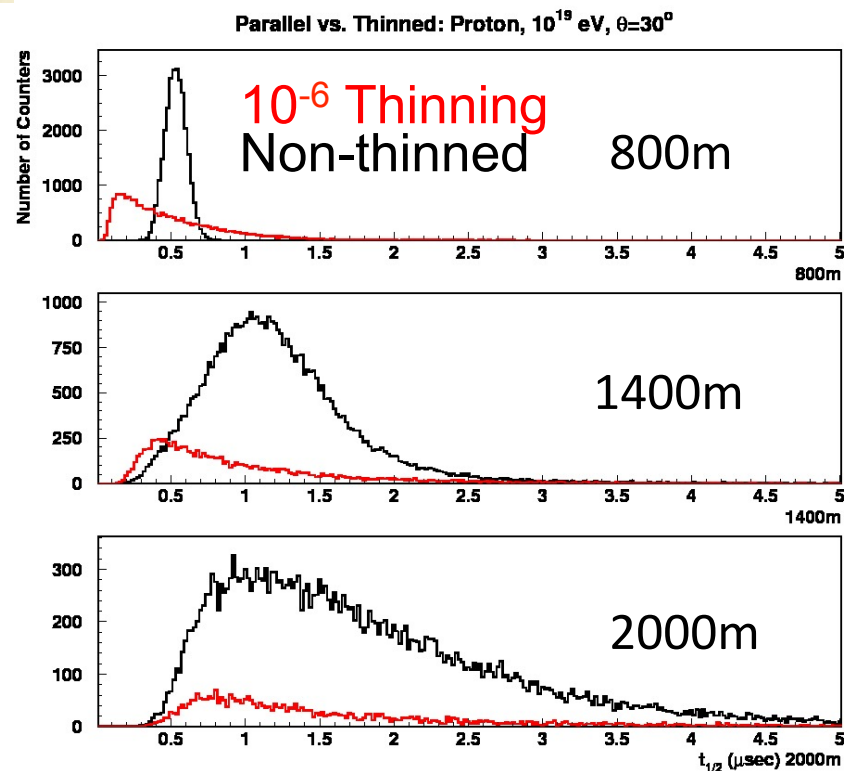 Parallel vs. Thinned: Proton, 10¹⁹ eV, θ=30°
Number of Counters
10⁻⁶ Thinning
Non-thinned
800m
3000
2000
1000
0
0.5 1 1.5 2 2.5 3 3.5 4 4.5 5
800m
1400m
1000
750
500
250
0
0.5 1 1.5 2 2.5 3 3.5 4 4.5 5
1400m
2000m
300
200
100
0
0.5 1 1.5 2 2.5 3 3.5 4 4.5 5
t₁/₂ (μsec) 2000m